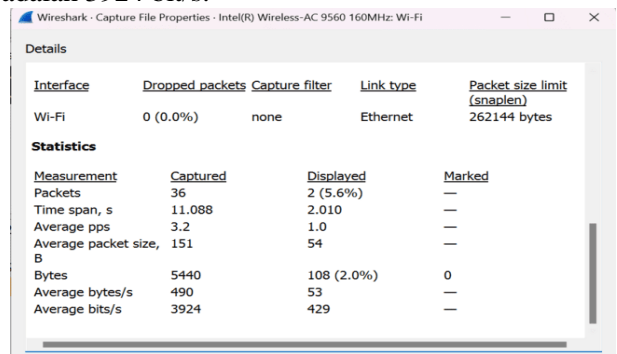 adalah 3924 bit/s.
Wireshark · Capture File Properties · Intel(R) Wireless-AC 9560 160MHz: Wi-Fi
Details
Interface Dropped packets Capture filter Link type Packet size limit
(snaplen)
Wi-Fi 0 (0.0%) none Ethernet 262144 bytes
Statistics
Measurement Captured Displayed Marked
Packets 36 2 (5.6%) —
Time span, s 11.088 2.010 —
Average pps 3.2 1.0 —
Average packet size, 151 54 —
B
Bytes 5440 108 (2.0%) 0
Average bytes/s 490 53 —
Average bits/s 3924 429 —